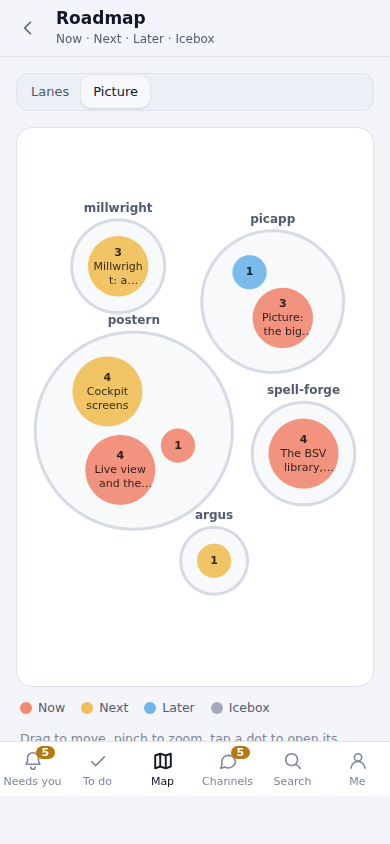 Roadmap
Now · Next · Later · Icebox
Lanes
Picture
millwright
3
Millwrigh
t: a...
picapp
1
3
Picture:
the big..
postern
4
Cockpit
screens
4
Live view
and the...
1
spell-forge
4
The BSV
library,...
argus
1
Now
Next
Later
Icebox
Drag to move, pinch to zoom, tap a dot to open its
5
5
Needs you
To do
Map
Channels
Search
Me